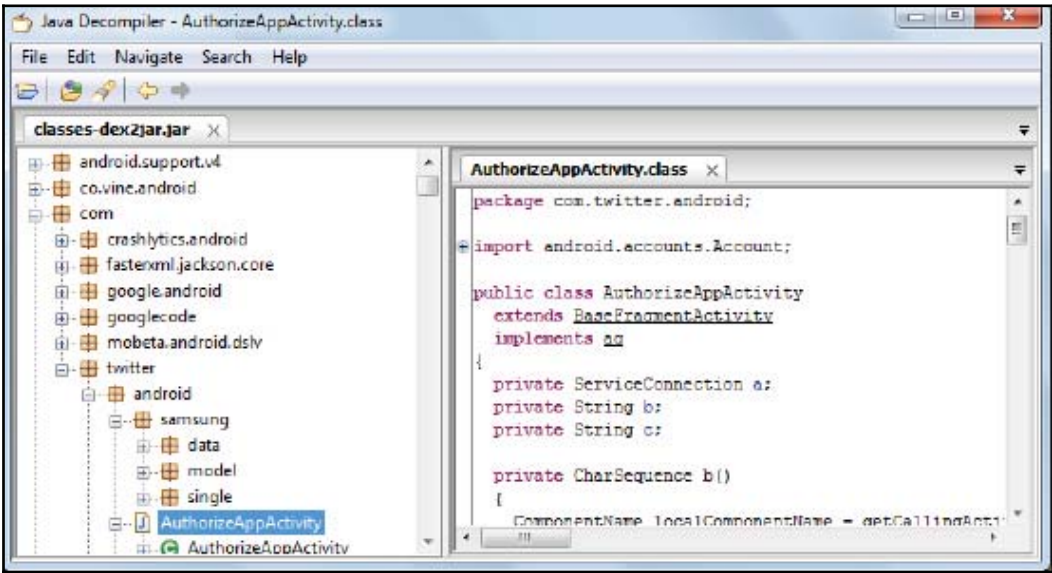 Java Decompiler - AuthorizeAppActivity.class
File Edit Navigate Search Help
classes-dex2jar.jar
android.support.v4
co.vine.android
com
crashlytics.android
fasterxml.jackson.core
google.android
googlecode
mobeta.android.dslv
twitter
android
samsung
data
model
single
AuthorizeAppActivity
AuthorizeAppActivity
AuthorizeAppActivity.class
package com.twitter.android;
import android.accounts.Account;
public class AuthorizeAppActivity
extends BaseFragmentActivity
implements aq
{
private ServiceConnection a;
private String b;
private String c;
private CharSequence b()
{
ComponentName localComponentName = getCallingActi